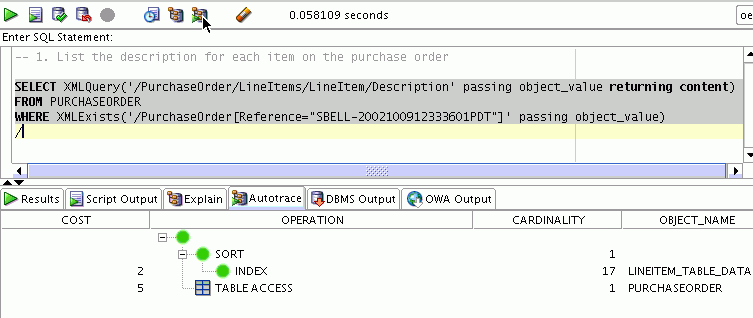 0.058109 seconds
oe
Enter SQL Statement:
-- 1. List the description for each item on the purchase order
SELECT XMLQuery('/PurchaseOrder/LineItems/LineItem/Description' passing object_value returning content)
FROM PURCHASEORDER
WHERE XMLExists('/PurchaseOrder[Reference="SBELL-2002100912333601PDT"]' passing object_value)
/
Results Script Output Explain Autotrace DBMS Output OWA Output
COST OPERATION CARDINALITY OBJECT_NAME
SORT 1
2 INDEX 17 LINEITEM_TABLE_DATA
5 TABLE ACCESS 1 PURCHASEORDER